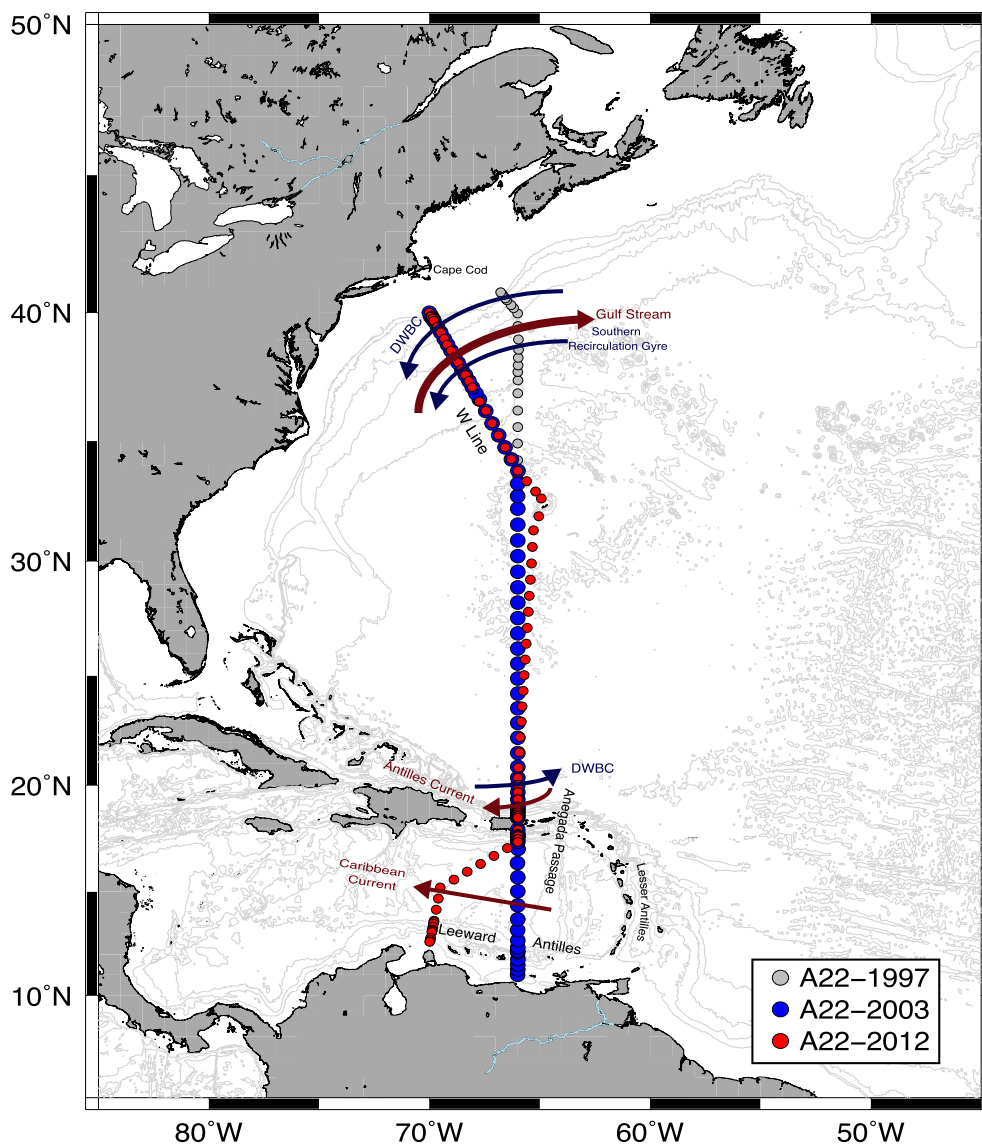 50°N
Cape Cod
40°N
Gulf Stream
DWBC
Southern
Recirculation Gyre
W Line
30°N
20°N
DWBC
Antilles Current
Anegada Passage
Caribbean
Current
Lesser Antilles
Leeward
Antilles
10°N
A22-1997
A22-2003
A22-2012
80°W
70°W
60°W
50°W